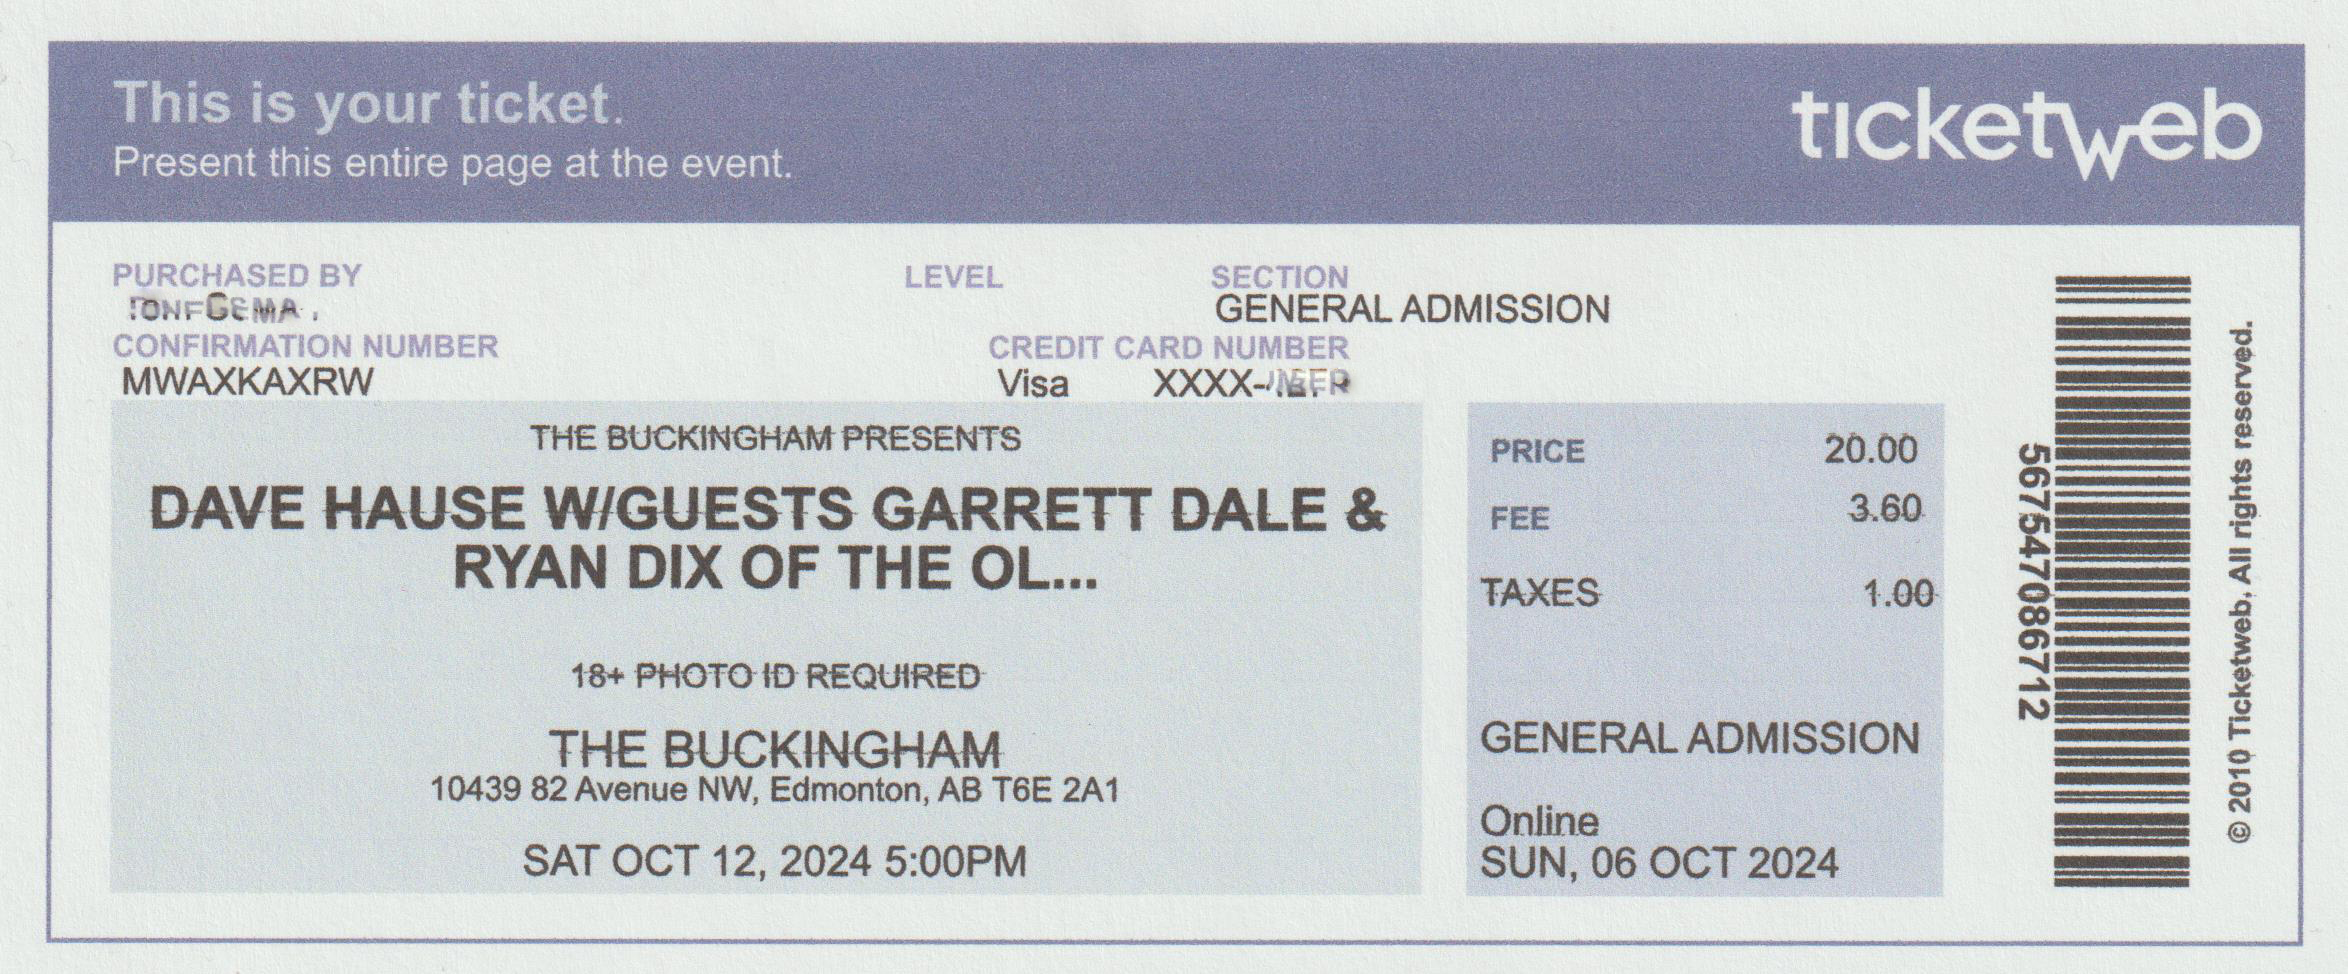 This is your ticket.
Present this entire page at the event.
ticketweb
PURCHASED BY
LEVEL
SECTION
GENERAL ADMISSION
CONFIRMATION NUMBER
CREDIT CARD NUMBER
MWAXKAXRW
Visa XXXX-
THE BUCKINGHAM PRESENTS
DAVE HAUSE W/GUESTS GARRETT DALE &
RYAN DIX OF THE OL...
18+ PHOTO ID REQUIRED
THE BUCKINGHAM
10439 82 Avenue NW, Edmonton, AB T6E 2A1
SAT OCT 12, 2024 5:00PM
PRICE 20.00
FEE 3.60
TAXES 1.00
GENERAL ADMISSION
Online
SUN, 06 OCT 2024
567547086712
© 2010 Ticketweb. All rights reserved.